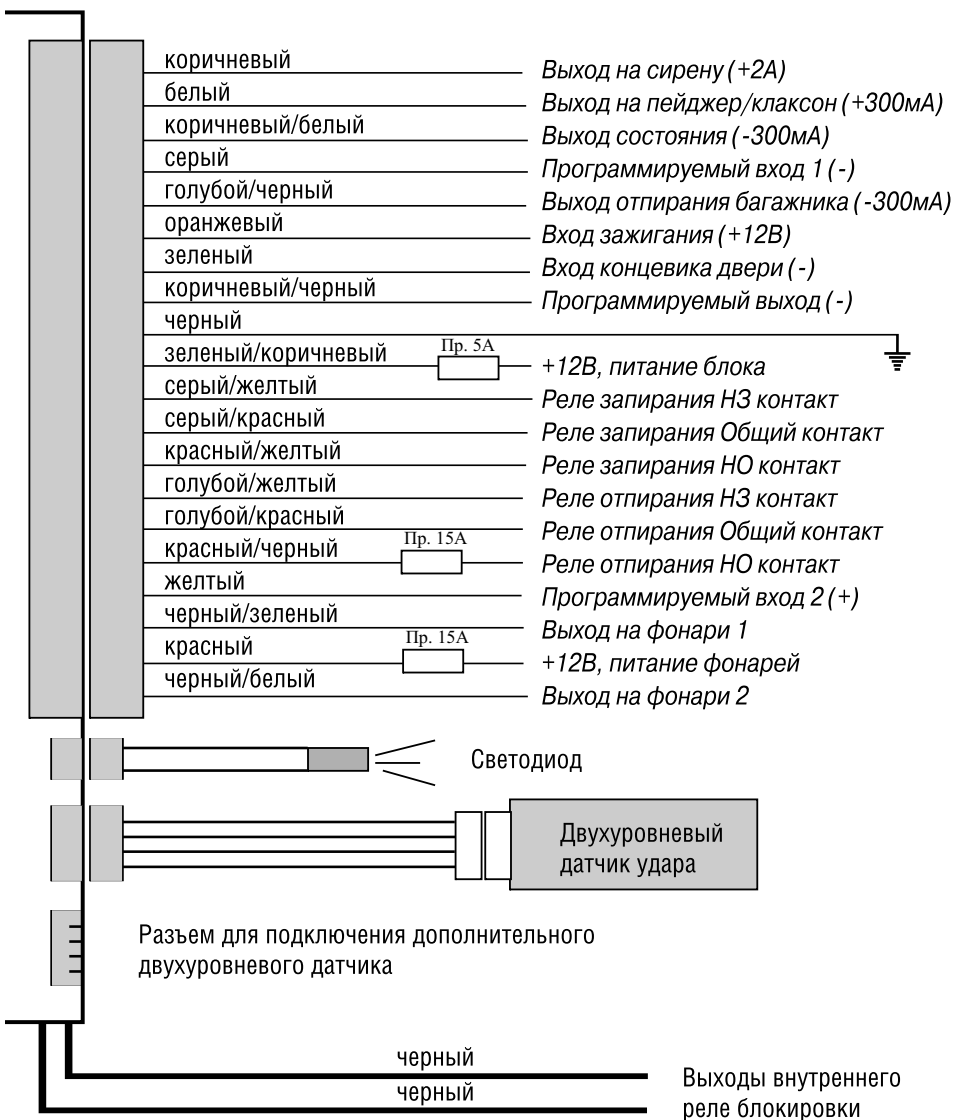 коричневый Выход на сирену (+2А)
белый Выход на пейджер/клаксон (+300мА)
коричневый/белый Выход состояния (-300мА)
серый Программируемый вход 1 (-)
голубой/черный Выход отпирания багажника (-300мА)
оранжевый Вход зажигания (+12В)
зеленый Вход концевика двери (-)
коричневый/черный Программируемый выход (-)
черный
зеленый/коричневый Пр. 5А +12В, питание блока
серый/желтый Реле запирания НЗ контакт
серый/красный Реле запирания Общий контакт
красный/желтый Реле запирания НО контакт
голубой/желтый Реле отпирания НЗ контакт
голубой/красный Реле отпирания Общий контакт
красный/черный Пр. 15А Реле отпирания НО контакт
желтый Программируемый вход 2 (+)
черный/зеленый Выход на фонари 1
красный Пр. 15А +12В, питание фонарей
черный/белый Выход на фонари 2
Светодиод
Двухуровневый
датчик удара
Разъем для подключения дополнительного
двухуровневого датчика
черный
черный
Выходы внутреннего
реле блокировки